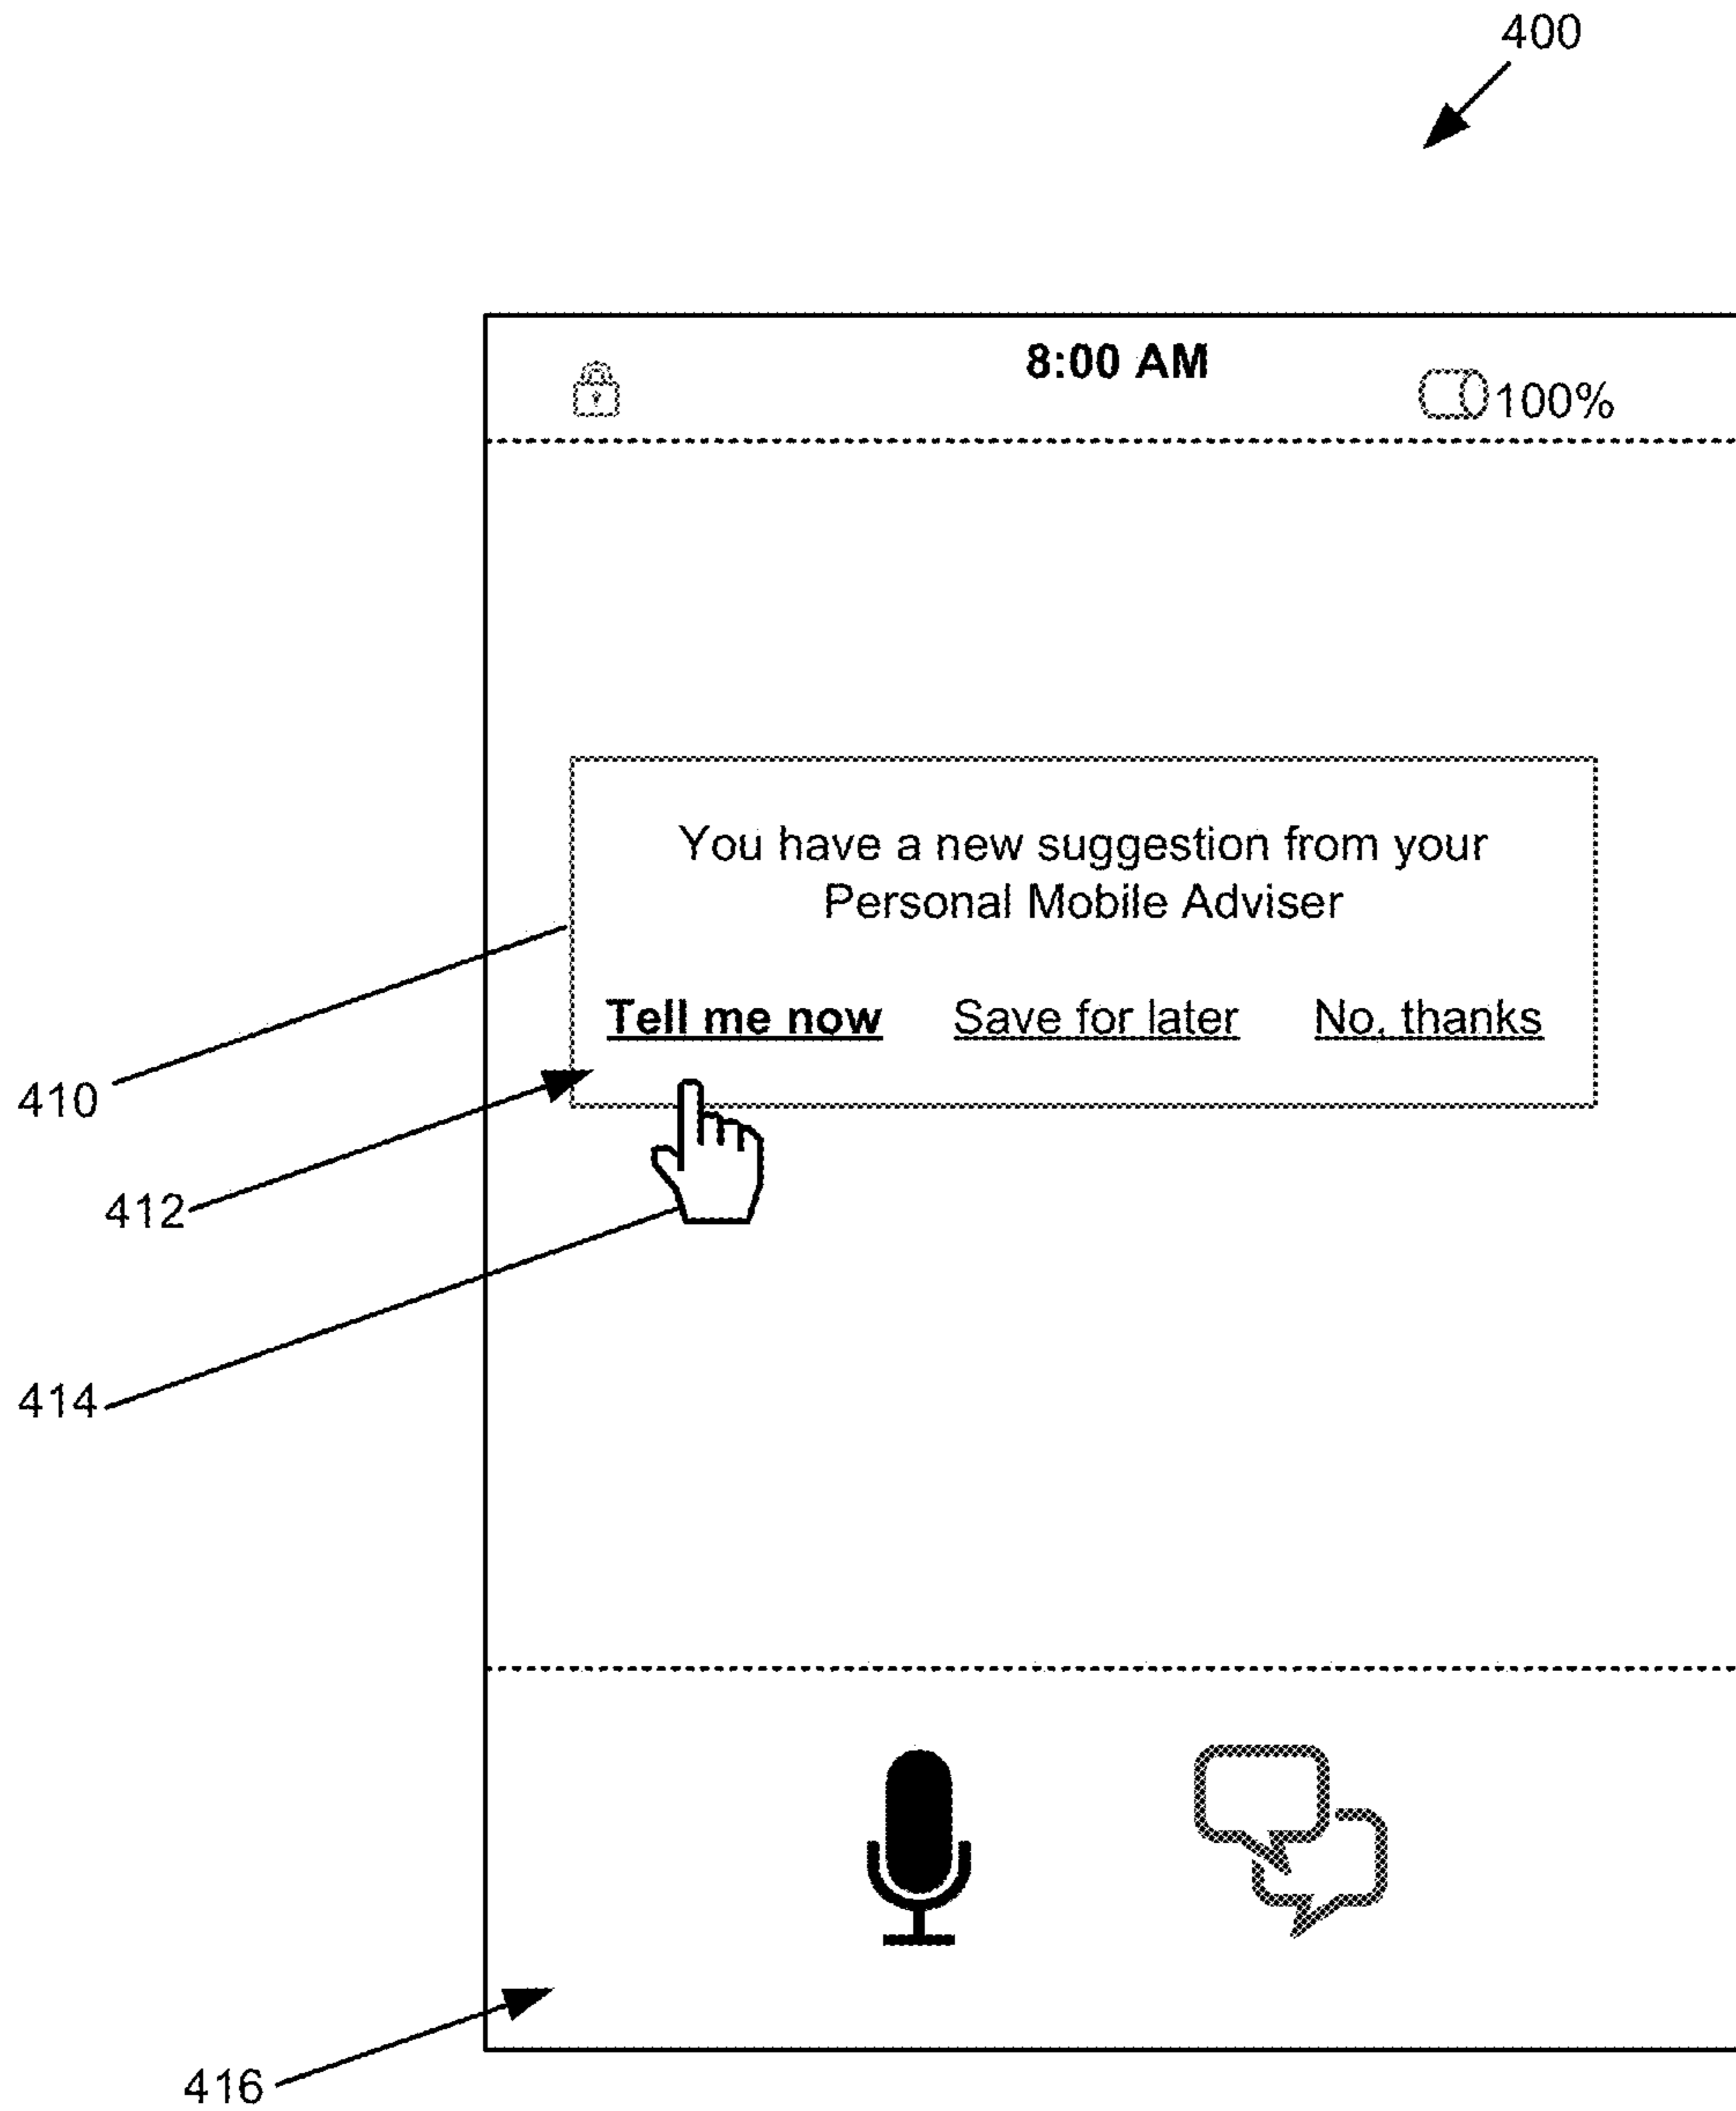 400
8:00 AM
100%
You have a new suggestion from your
Personal Mobile Adviser
Tell me now Save for later No, thanks
410
412
414
416